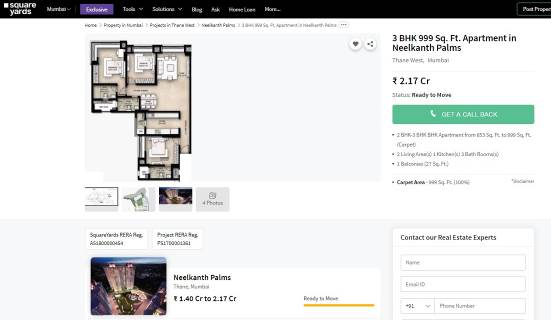 square yards
Mumbai
Exclusive
Tools
Solutions
Blog
Ask
Home Loan
More...
Post Proper
Home > Property in Mumbai > Projects in Thane West > Neelkanth Palms > 3 BHK 999 Sq. Ft. Apartment in Neelkanth Palms
3 BHK 999 Sq. Ft. Apartment in
Neelkanth Palms
Thane West, Mumbai
₹ 2.17 Cr
Status: Ready to Move
GET A CALL BACK
2 BHK-3 BHK BHK Apartment from 653 Sq. Ft. to 999 Sq. Ft.
(Carpet)
2 Living Area(s) 1 Kitchen(s) 3 Bath Room(s)
1 Balconies (27 Sq. Ft.)
Carpet Area - 999 Sq. Ft. (100%)
*Disclaimer
4 Photos
SquareYards RERA Reg.
A51800000454
Project RERA Reg.
P51700001361
Neelkanth Palms
Thane, Mumbai
₹ 1.40 Cr to 2.17 Cr
Ready to Move
Contact our Real Estate Experts
Name
Email ID
+91
Phone Number